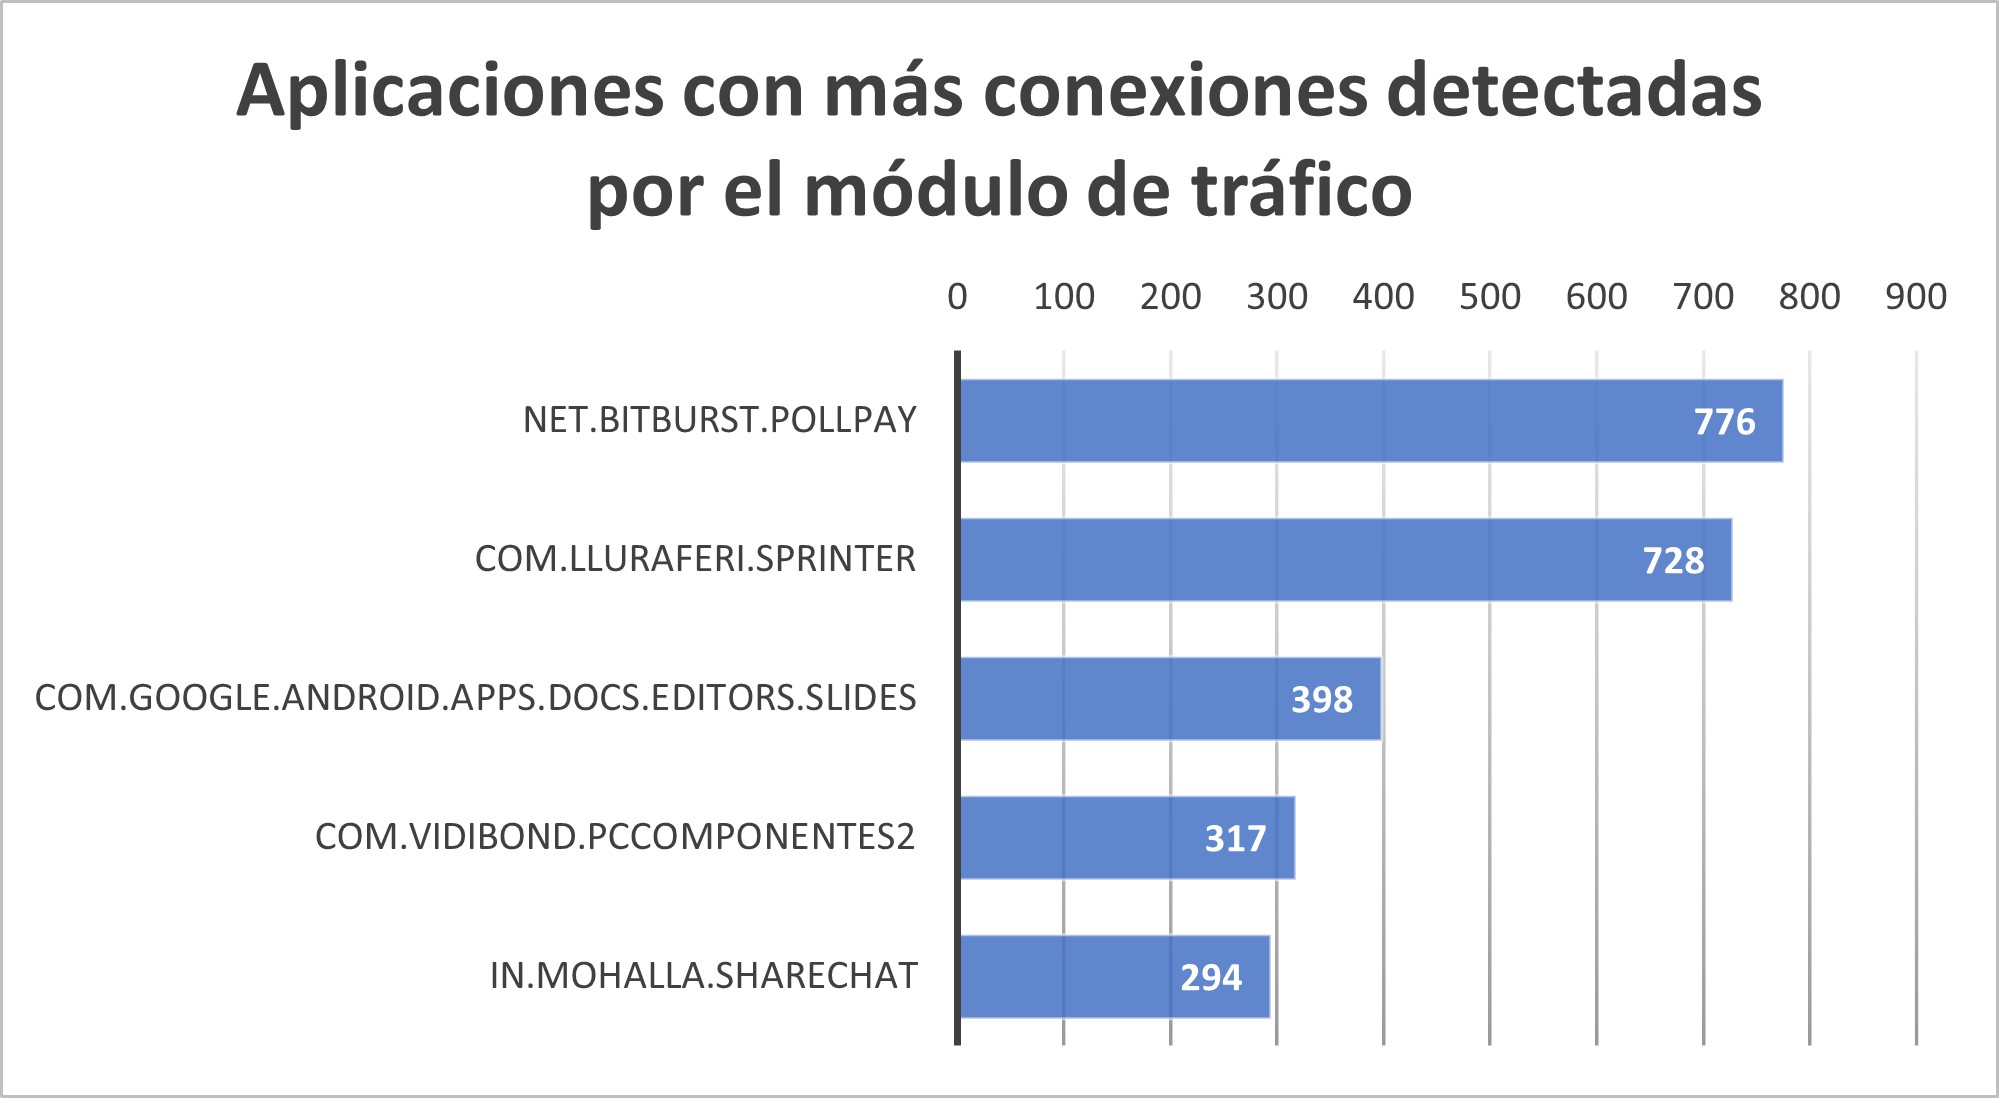 Aplicaciones con más conexiones detectadas
por el módulo de tráfico
0 100 200 300 400 500 600 700 800 900
NET.BITBURST.POLLPAY 776
COM.LLURAFERI.SPRINTER 728
COM.GOOGLE.ANDROID.APPS.DOCS.EDITORS.SLIDES 398
COM.VIDIBOND.PCCOMPONENTES2 317
IN.MOHALLA.SHARECHAT 294